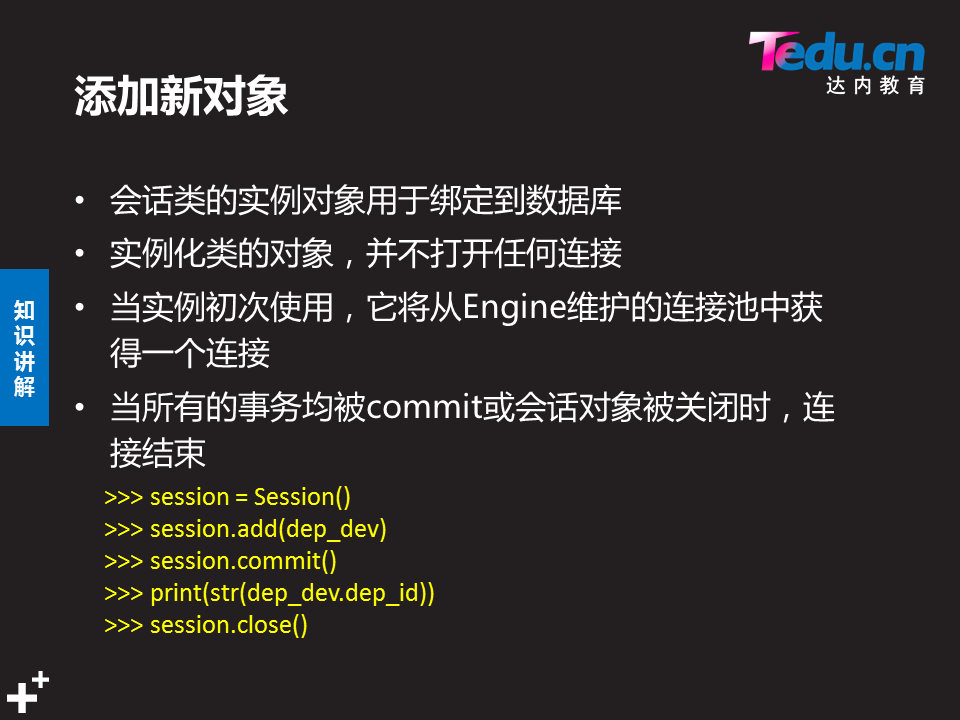 Tedu.cn
达内教育
添加新对象
• 会话类的实例对象用于绑定到数据库
• 实例化类的对象，并不打开任何连接
• 当实例初次使用，它将从Engine维护的连接池中获
得一个连接
• 当所有的事务均被commit或会话对象被关闭时，连
接结束
知识讲解
>>> session = Session()
>>> session.add(dep_dev)
>>> session.commit()
>>> print(str(dep_dev.dep_id))
>>> session.close()